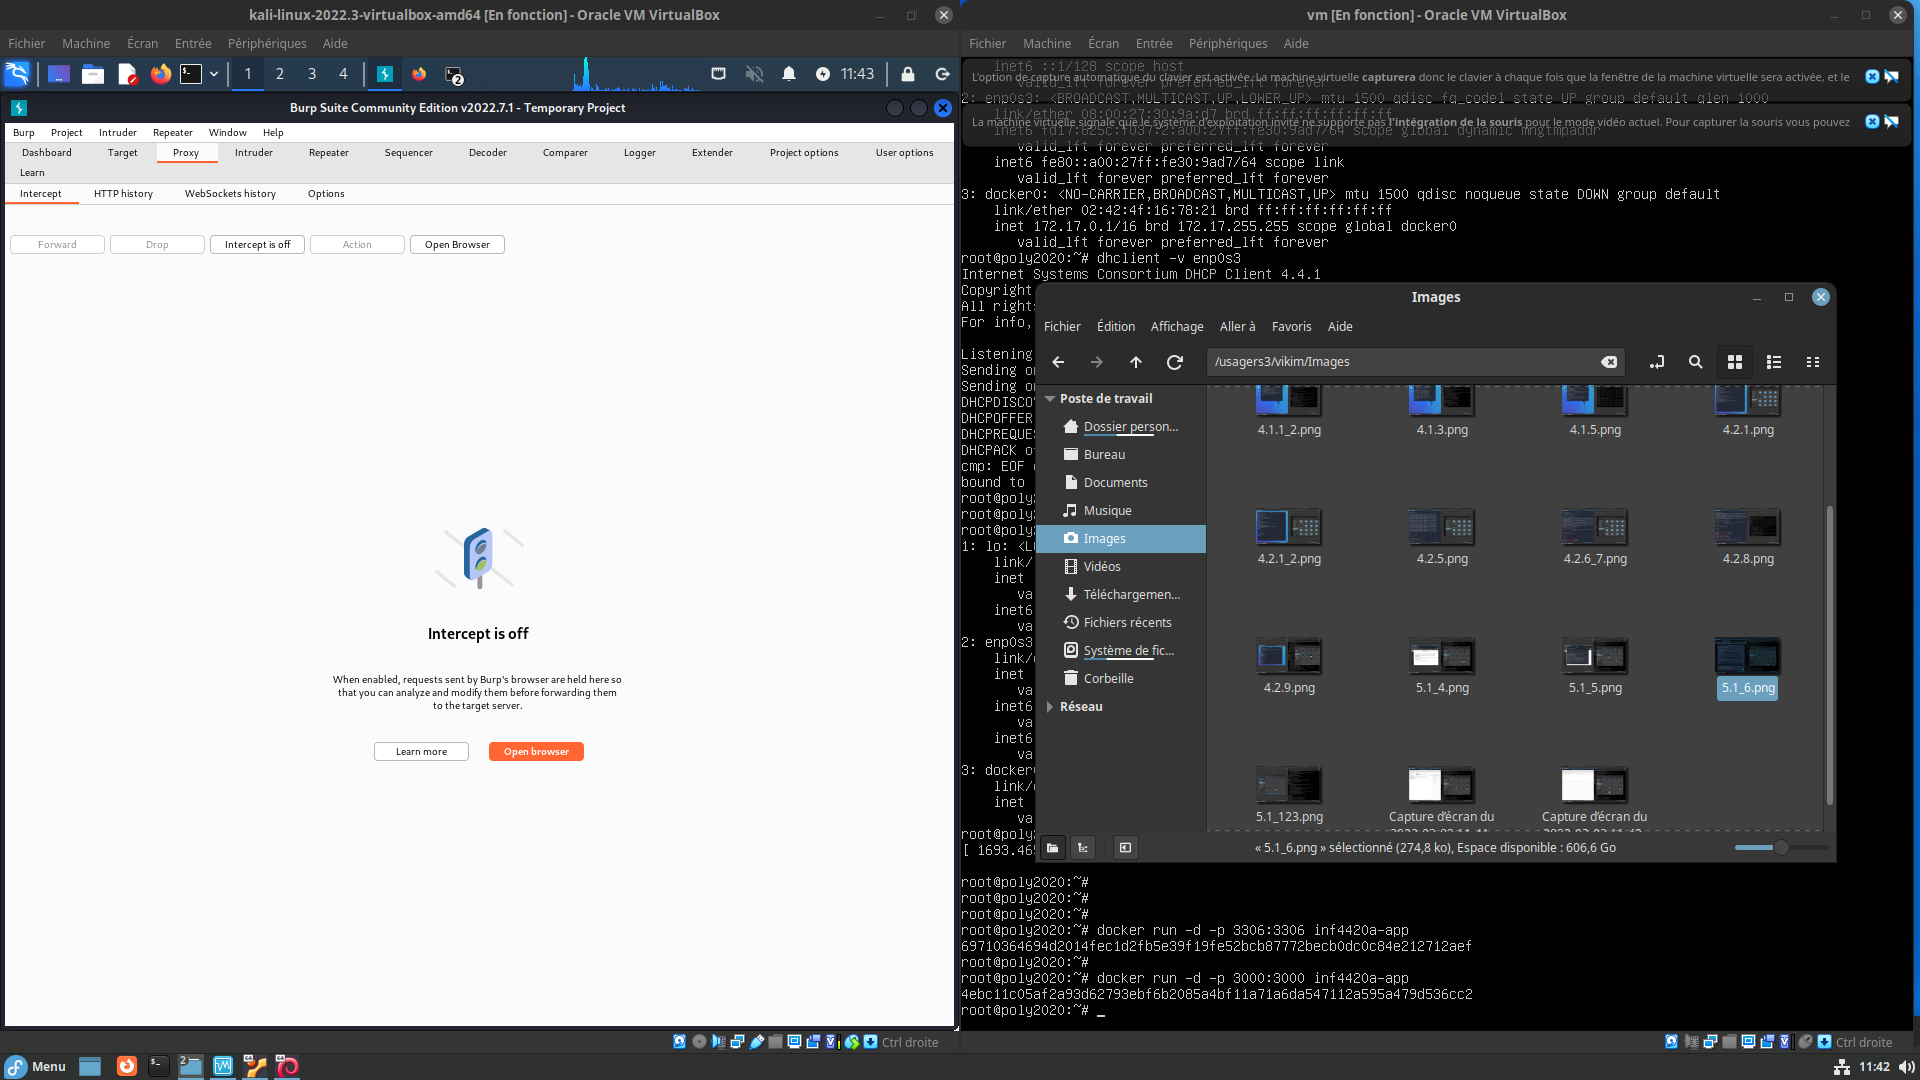 kali-linux-2022.3-virtualbox-amd64 [En fonction] - Oracle VM VirtualBox
Fichier Machine Écran Entrée Périphériques Aide
1 2 3 4 2 11:43
Burp Suite Community Edition v2022.7.1 - Temporary Project
Burp Project Intruder Repeater Window Help
Dashboard Target Proxy Intruder Repeater Sequencer Decoder Comparer Logger Extender Project options User options
Learn
Intercept HTTP history WebSockets history Options
Forward Drop Intercept is off Action Open Browser
Intercept is off
When enabled, requests sent by Burp's browser are held here so
that you can analyze and modify them before forwarding them
to the target server.
Learn more Open browser
Ctrl droite
vm [En fonction] - Oracle VM VirtualBox
Fichier Machine Écran Entrée Périphériques Aide
inet6 ::1/128 scope host
L'option de capture automatique du clavier est activée. La machine virtuelle capturera donc le clavier à chaque fois que la fenêtre de la machine virtuelle sera activée, et le
valid_lft forever preferred_lft forever
2: enp0s3: <BROADCAST,MULTICAST,UP,LOWER_UP> mtu 1500 qdisc fq_codel state UP group default qlen 1000
link/ether 08:00:27:30:9a:d7 brd ff:ff:ff:ff:ff:ff
La machine virtuelle signale que le système d'exploitation invité ne supporte pas l'intégration de la souris pour le mode vidéo actuel. Pour capturer la souris vous pouvez
inet6 fd17:625c:f037:2:a00:27ff:fe30:9ad7/64 scope global dynamic mngtmpaddr
valid_lft forever preferred_lft forever
inet6 fe80::a00:27ff:fe30:9ad7/64 scope link
valid_lft forever preferred_lft forever
3: docker0: <NO-CARRIER,BROADCAST,MULTICAST,UP> mtu 1500 qdisc noqueue state DOWN group default
link/ether 02:42:4f:16:78:21 brd ff:ff:ff:ff:ff:ff
inet 172.17.0.1/16 brd 172.17.255.255 scope global docker0
valid_lft forever preferred_lft forever
root@poly2020:~# dhclient -v enp0s3
Internet Systems Consortium DHCP Client 4.4.1
Copyright
All right
For info,
Listening
Sending o
Sending o
DHCPDISCO
DHCPOFFER
DHCPREQUE
DHCPACK o
cmp: EOF
bound to
root@poly
root@poly
root@poly
1: lo: <L
link/
inet
va
inet6
va
2: enp0s3
link/
inet
va
inet6
va
inet6
va
3: docker
link/
inet
va
root@poly
[ 1693.46
root@poly2020:~#
root@poly2020:~#
root@poly2020:~#
root@poly2020:~# docker run -d -p 3306:3306 inf4420a-app
69710364694d2014fec1d2fb5e39f19fe52bcb87772becb0dc0c84e212712aef
root@poly2020:~#
root@poly2020:~# docker run -d -p 3000:3000 inf4420a-app
4ebc11c05af2a93d62793ebf6b2085a4bf11a71a6da547112a595a479d536cc2
root@poly2020:~# _
Images
Fichier Édition Affichage Aller à Favoris Aide
/usagers3/vikim/Images
Poste de travail
Dossier person...
Bureau
Documents
Musique
Images
Vidéos
Téléchargemen...
Fichiers récents
Système de fic...
Corbeille
Réseau
4.1.1_2.png 4.1.3.png 4.1.5.png 4.2.1.png
4.2.1_2.png 4.2.5.png 4.2.6_7.png 4.2.8.png
4.2.9.png 5.1_4.png 5.1_5.png 5.1_6.png
5.1_123.png Capture d'écran du Capture d'écran du
« 5.1_6.png » sélectionné (274,8 ko), Espace disponible : 606,6 Go
Ctrl droite
Menu 2 11:42